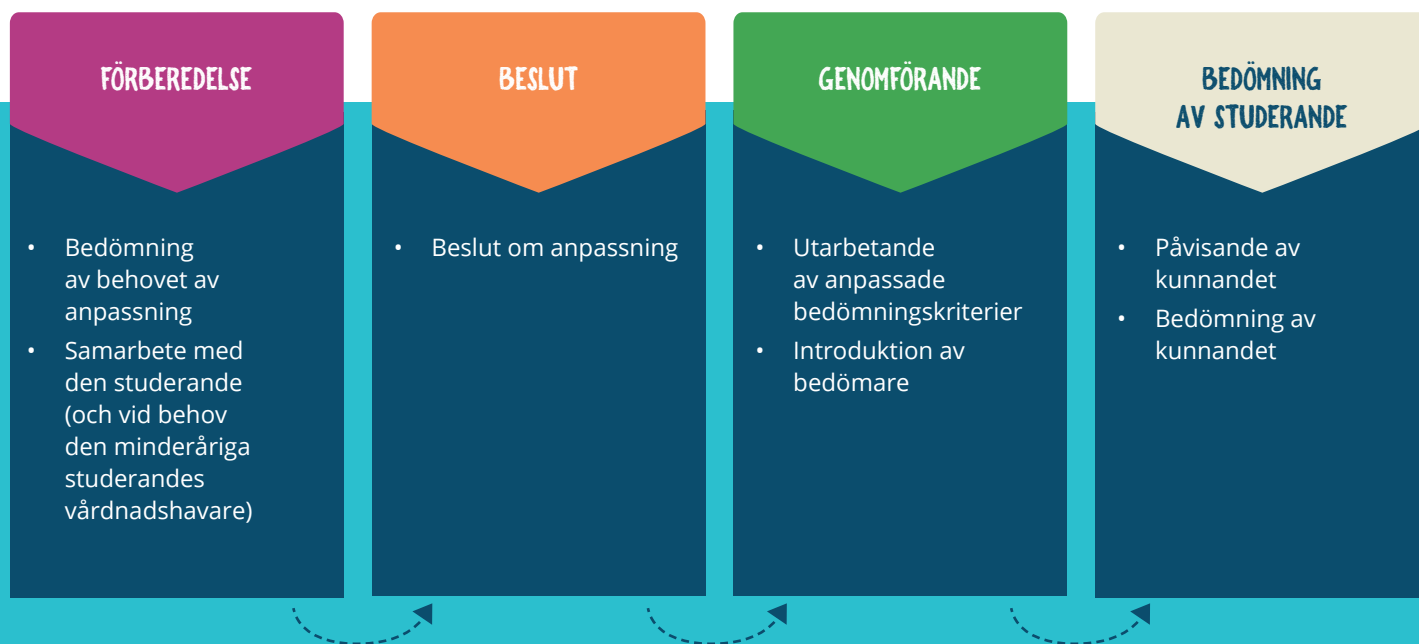 FÖRBEREDELSE
• Bedömning
av behovet av
anpassning
• Samarbete med
den studerande
(och vid behov
den minderåriga
studerandes
vårdnadshavare)
BESLUT
• Beslut om anpassning
GENOMFÖRANDE
• Utarbetande
av anpassade
bedömningskriterier
• Introduktion av
bedömare
BEDÖMNING
AV STUDERANDE
• Påvisande av
kunnandet
• Bedömning av
kunnandet